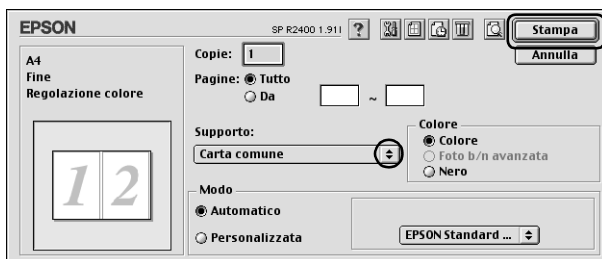 EPSON
SP R2400 1.911
?
Stampa
Annulla
A4
Fine
Regolazione colore
1 2
Copie: 1
Pagine: Tutto
Da ~
Supporto:
Carta comune
Colore
Colore
Foto b/n avanzata
Nero
Modo
Automatico
Personalizzata
EPSON Standard ...